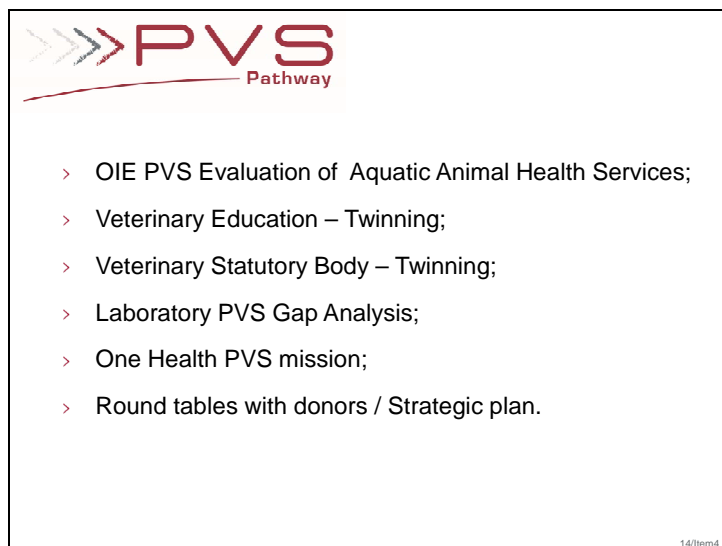 PVS
Pathway
› OIE PVS Evaluation of Aquatic Animal Health Services;
› Veterinary Education – Twinning;
› Veterinary Statutory Body – Twinning;
› Laboratory PVS Gap Analysis;
› One Health PVS mission;
› Round tables with donors / Strategic plan.
14/Item4